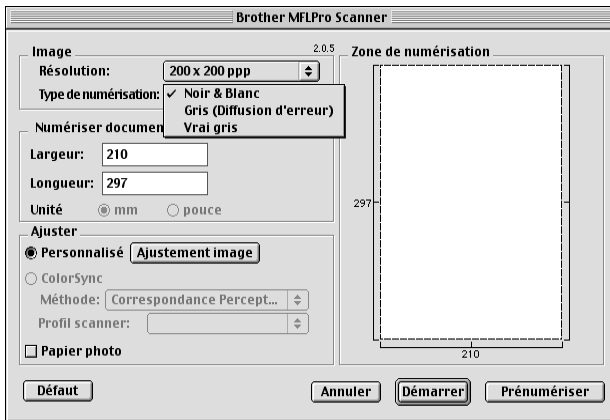 Brother MFLPro Scanner
Image
2.0.5
Résolution:
200 x 200 ppp
Type de numérisation:
✓ Noir & Blanc
Gris (Diffusion d'erreur)
Vrai gris
Numériser documen
Largeur:
210
Longueur:
297
Unité
mm
pouce
Ajuster
Personnalisé
Ajustement image
ColorSync
Méthode:
Correspondance Percept...
Profil scanner:
Papier photo
Zone de numérisation
297
210
Défaut
Annuler
Démarrer
Prénumériser